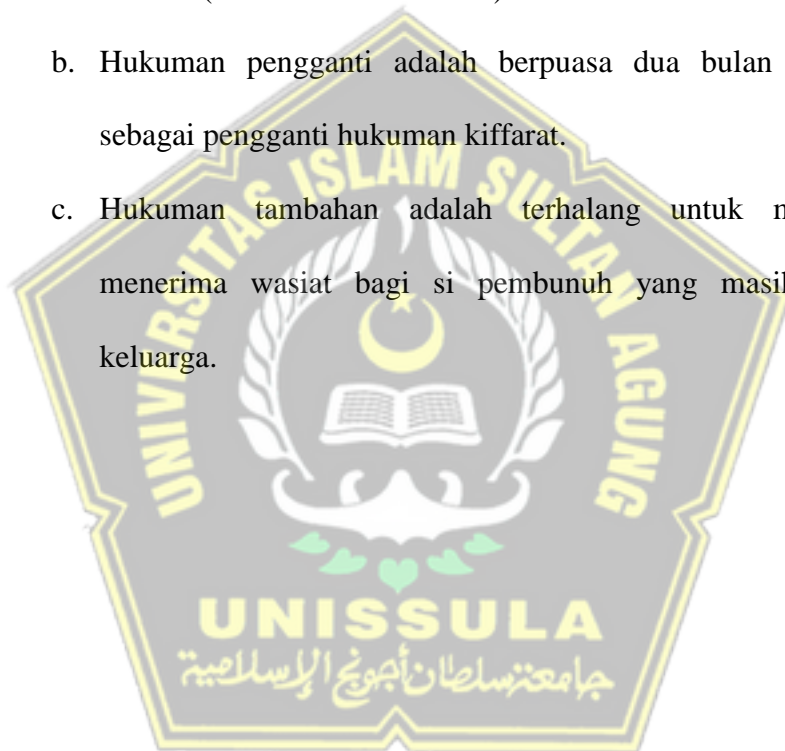 b. Hukuman pengganti adalah berpuasa dua bulan
sebagai pengganti hukuman kiffarat.
c. Hukuman tambahan adalah terhalang untuk
menerima wasiat bagi si pembunuh yang
keluarga.
UNIVERSITAS ISLAM SULTAN AGUNG
UNISSULA
جامعة سلطان أجونج الإسلامية